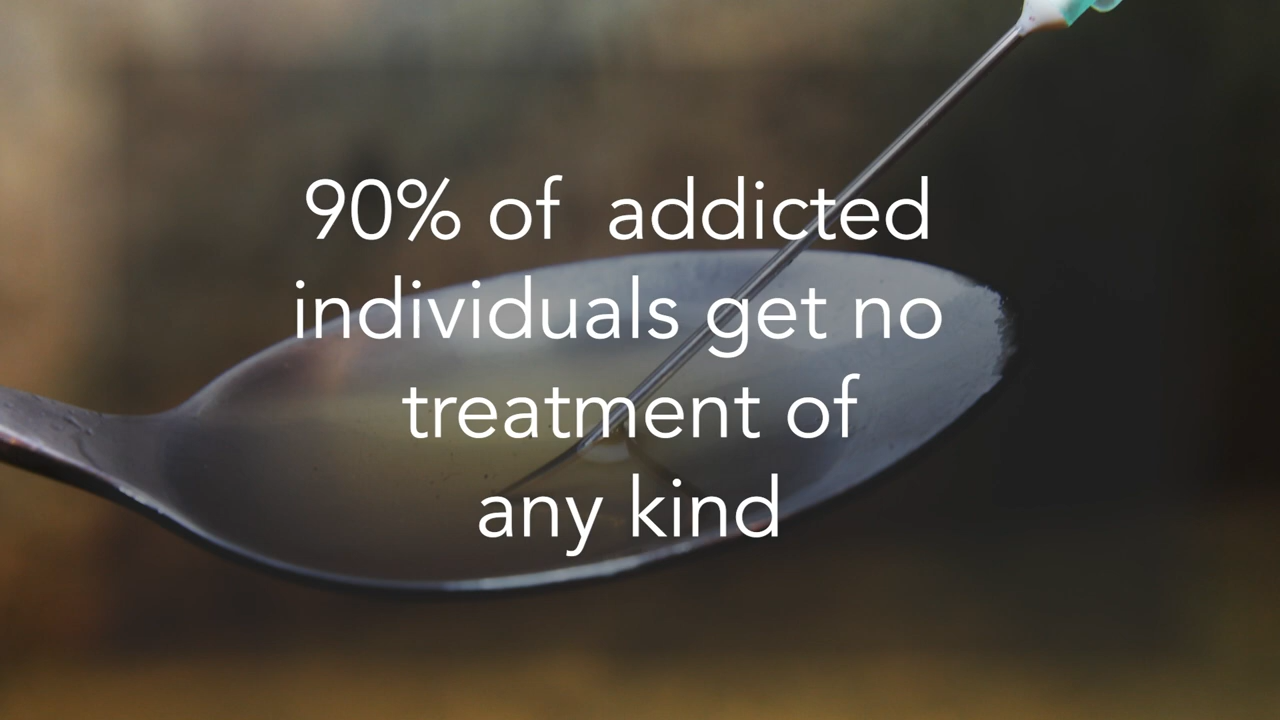 90% of  addicted
individuals get no
treatment of
any kind